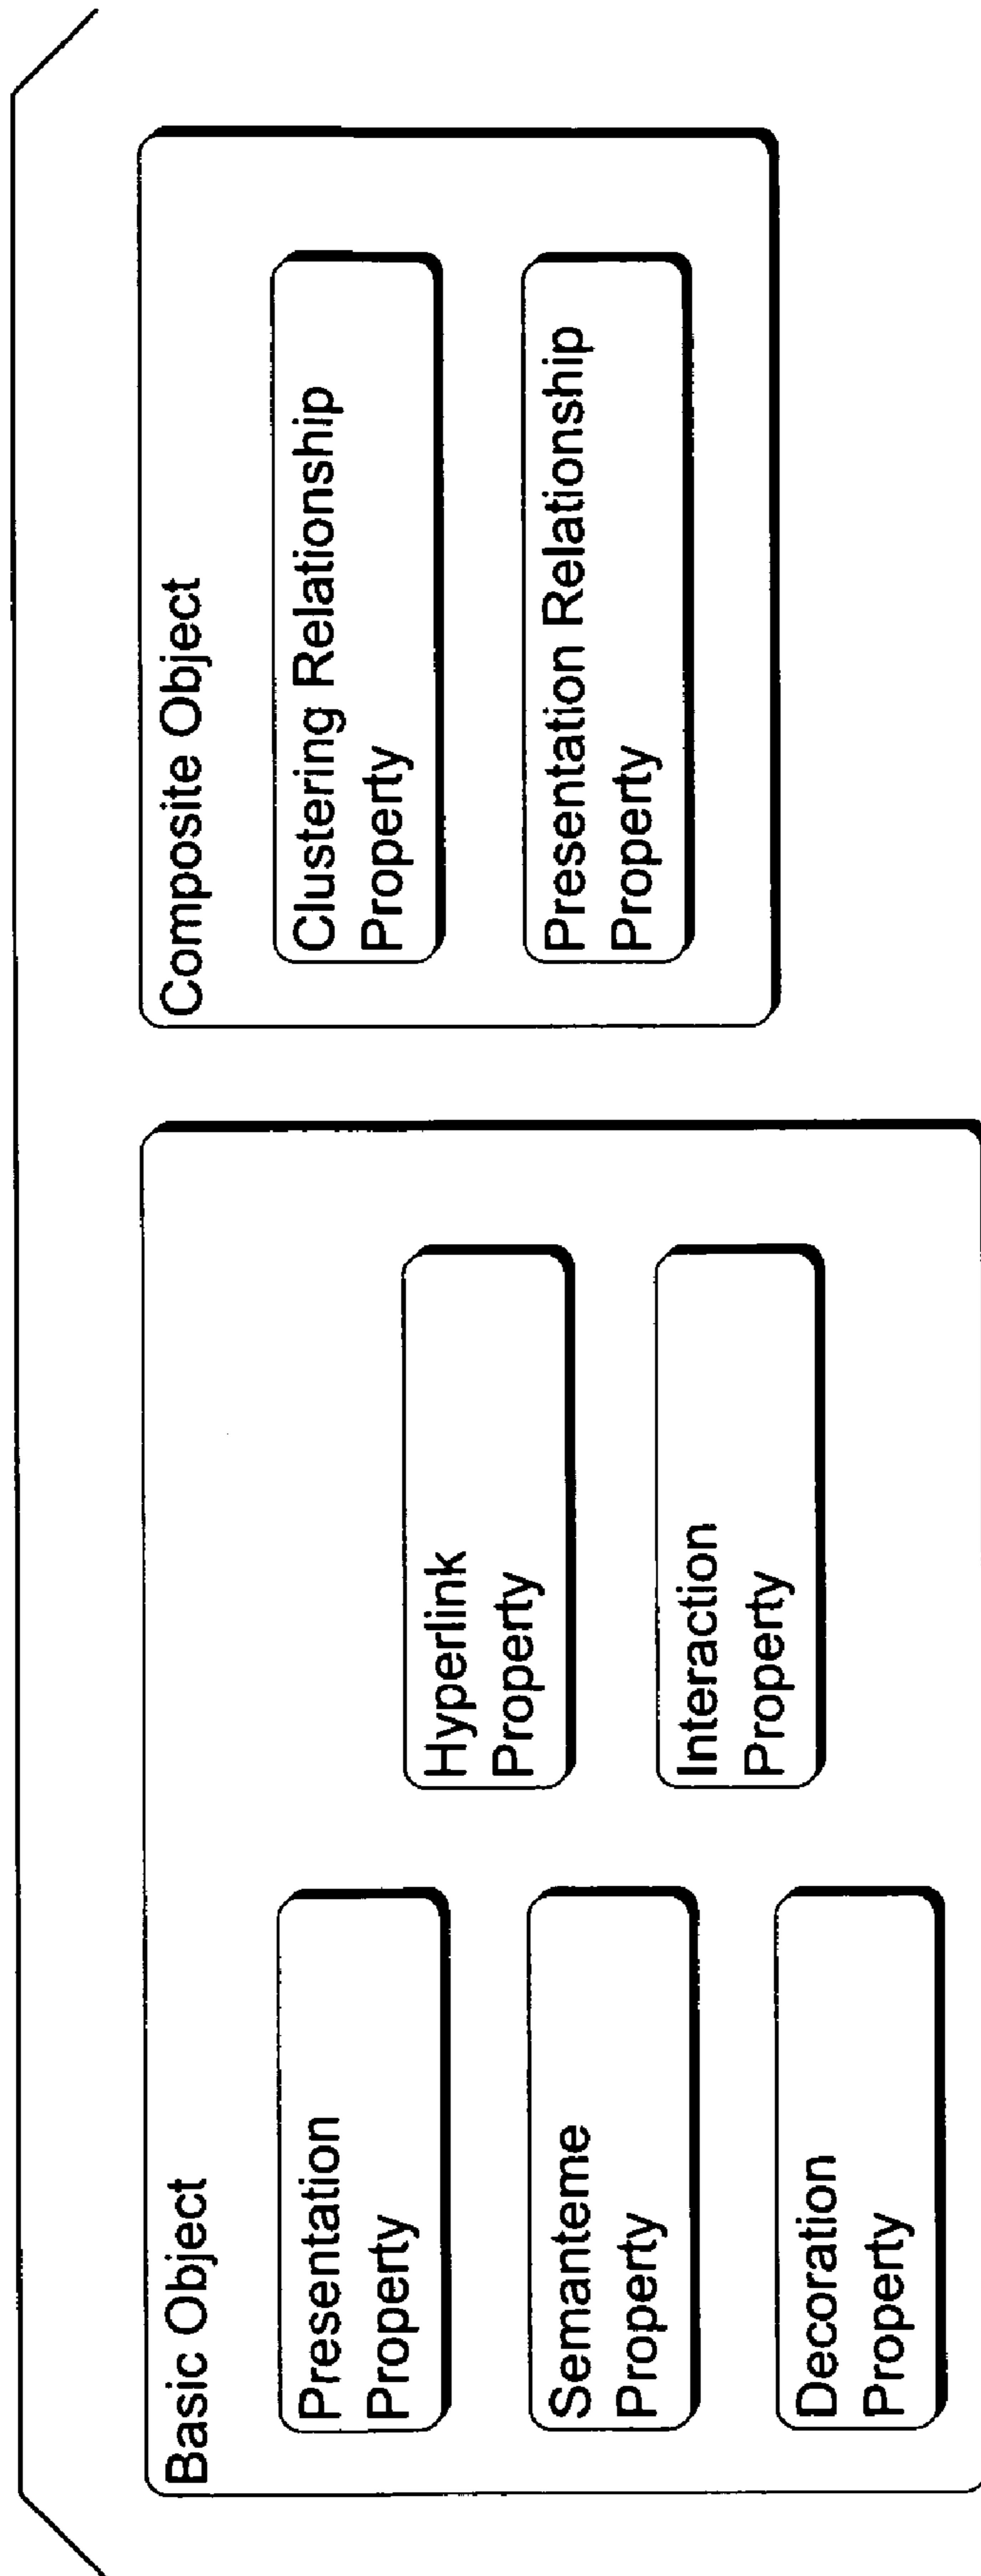 Basic Object
Presentation
Property
Semanteme
Property
Decoration
Property
Hyperlink
Property
Interaction
Property
Composite Object
Clustering Relationship
Property
Presentation Relationship
Property